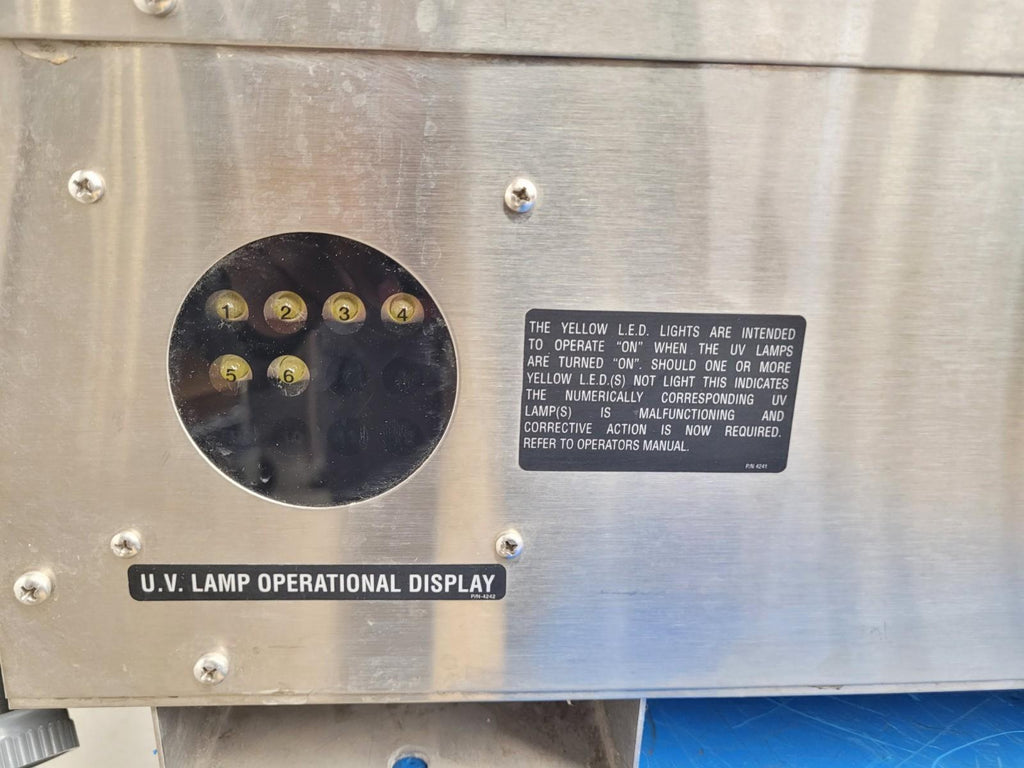 1 2 3 4
5 6
THE YELLOW L.E.D. LIGHTS ARE INTENDED
TO OPERATE "ON" WHEN THE UV LAMPS
ARE TURNED "ON". SHOULD ONE OR MORE
YELLOW L.E.D.(S) NOT LIGHT THIS INDICATES
THE NUMERICALLY CORRESPONDING UV
LAMP(S) IS MALFUNCTIONING AND
CORRECTIVE ACTION IS NOW REQUIRED.
REFER TO OPERATORS MANUAL.
P/N 4241
U.V. LAMP OPERATIONAL DISPLAY
P/N-4242